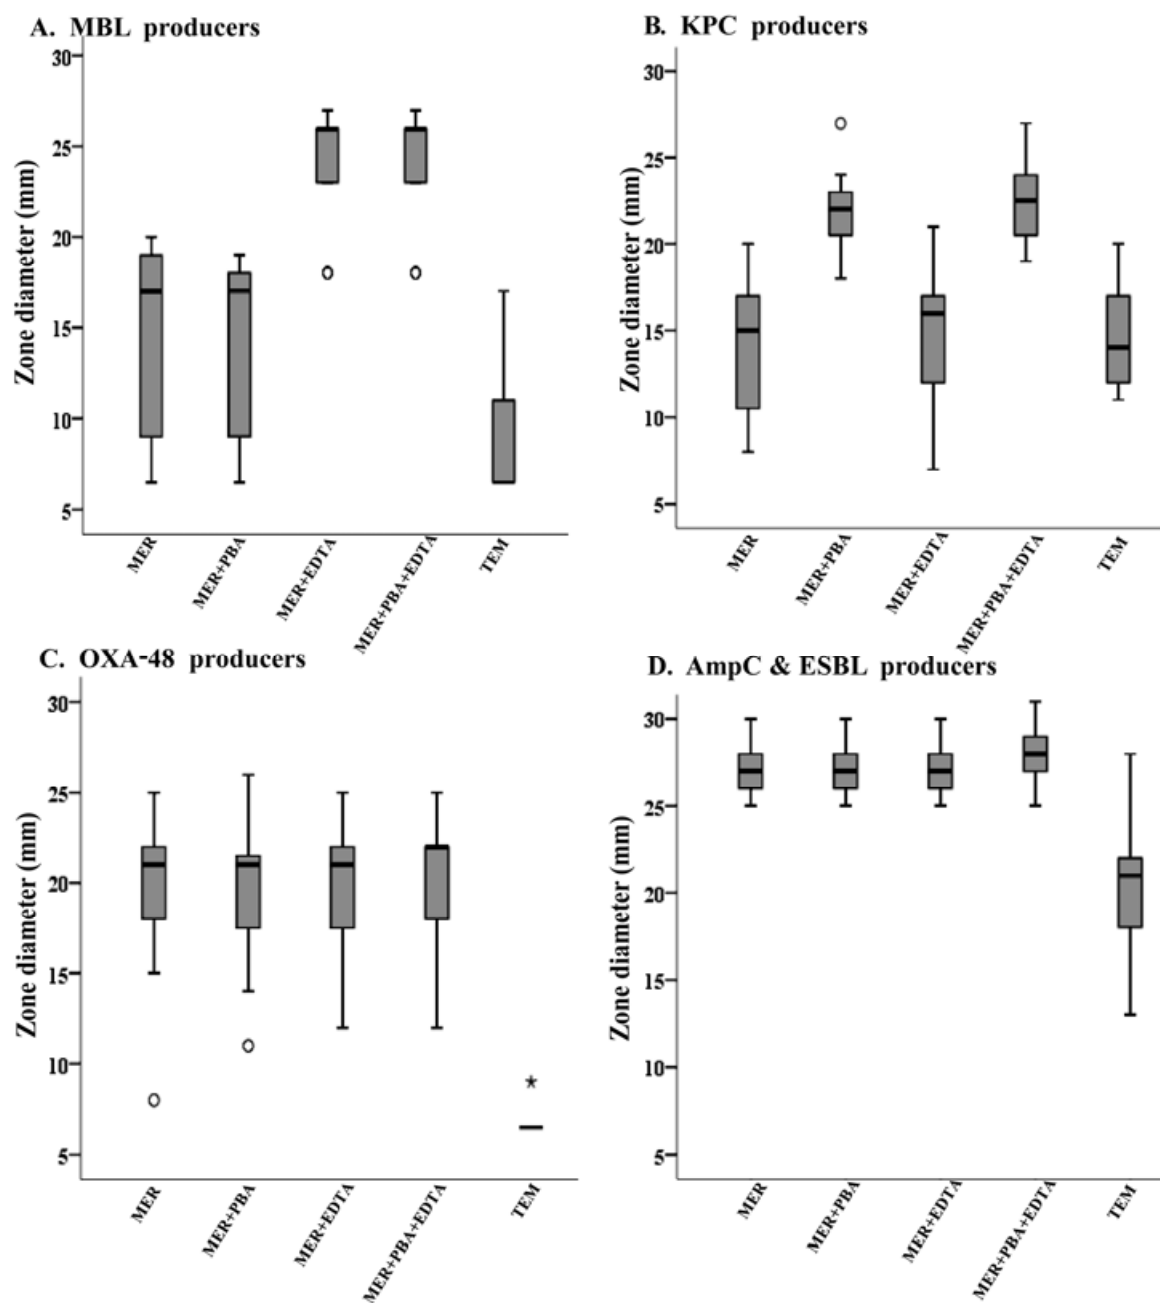 A. MBL producers
Zone diameter (mm)
30
25
20
15
10
5
MER
MER+PBA
MER+EDTA
MER+PBA+EDTA
TEM
B. KPC producers
Zone diameter (mm)
30
25
20
15
10
5
MER
MER+PBA
MER+EDTA
MER+PBA+EDTA
TEM
C. OXA-48 producers
Zone diameter (mm)
30
25
20
15
10
5
MER
MER+PBA
MER+EDTA
MER+PBA+EDTA
TEM
D. AmpC & ESBL producers
Zone diameter (mm)
30
25
20
15
10
5
MER
MER+PBA
MER+EDTA
MER+PBA+EDTA
TEM